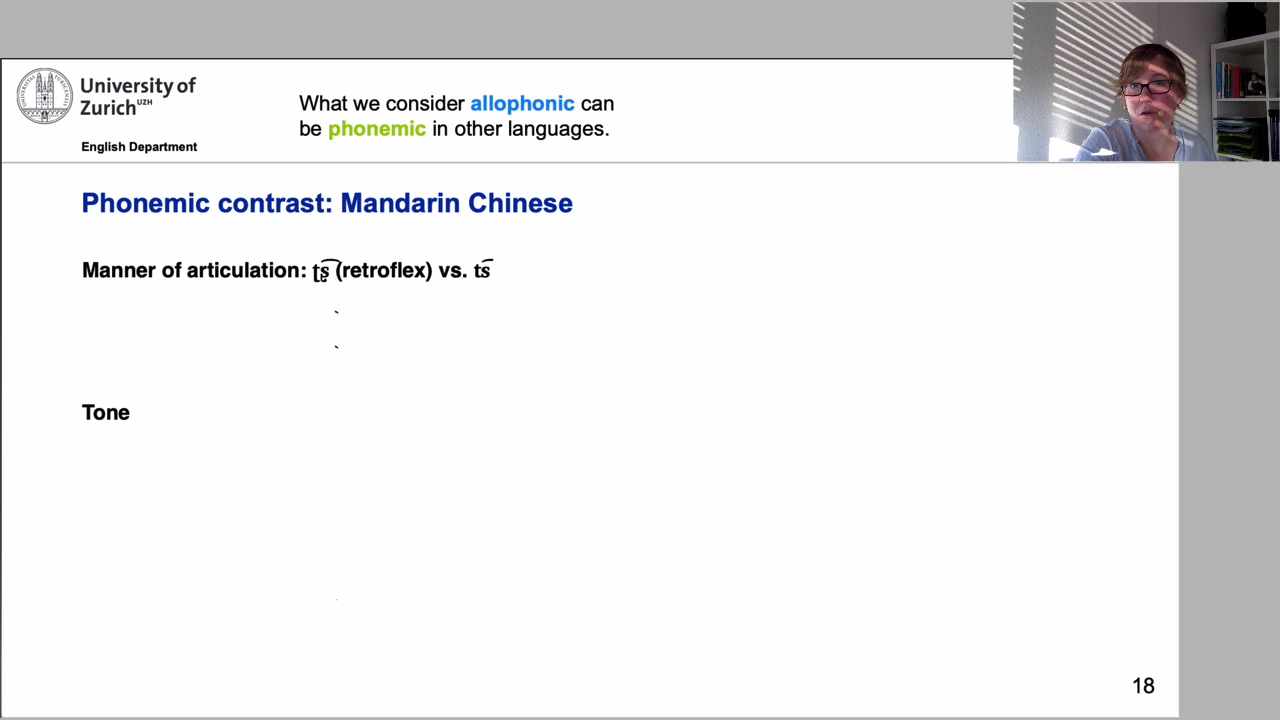 University of
Zurich UZH
English Department
What we consider allophonic can
be phonemic in other languages.
Phonemic contrast: Mandarin Chinese
Manner of articulation: ʈ͡ʂ (retroflex) vs. t͡s
Tone
18